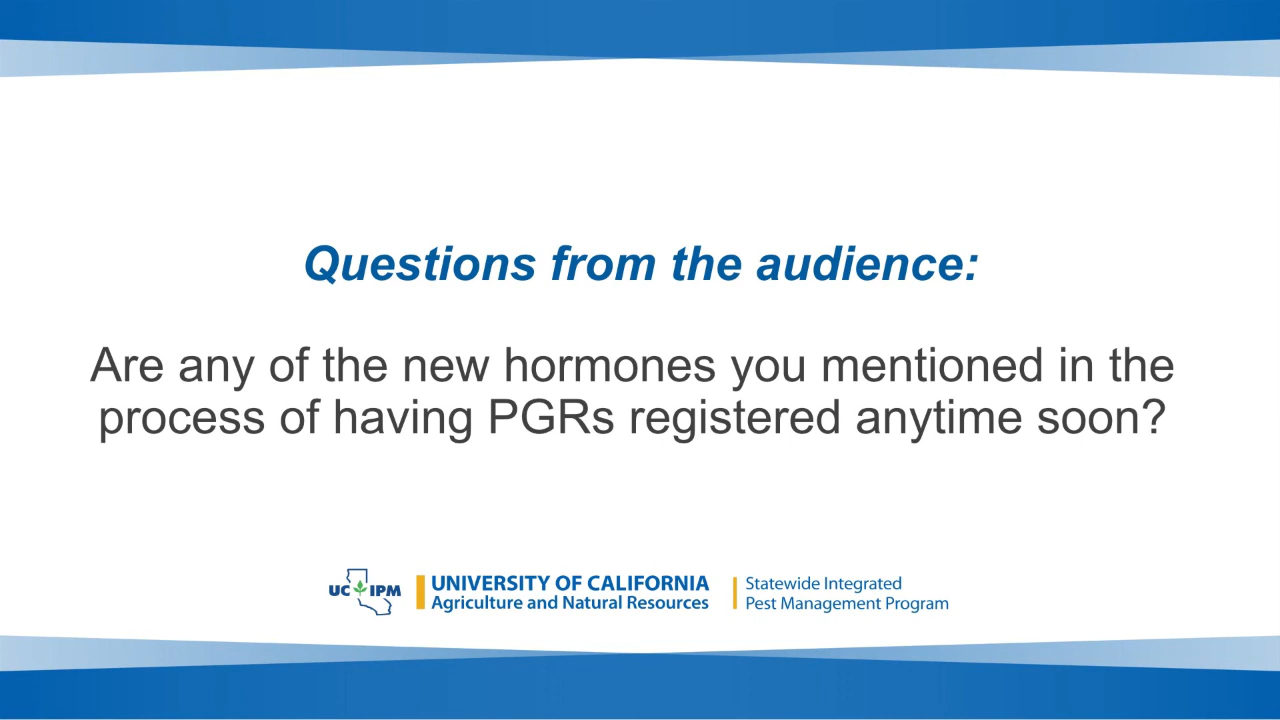 Questions from the audience:
Are any of the new hormones you mentioned in the
process of having PGRs registered anytime soon?
UC IPM
UNIVERSITY OF CALIFORNIA
Agriculture and Natural Resources
Statewide Integrated
Pest Management Program